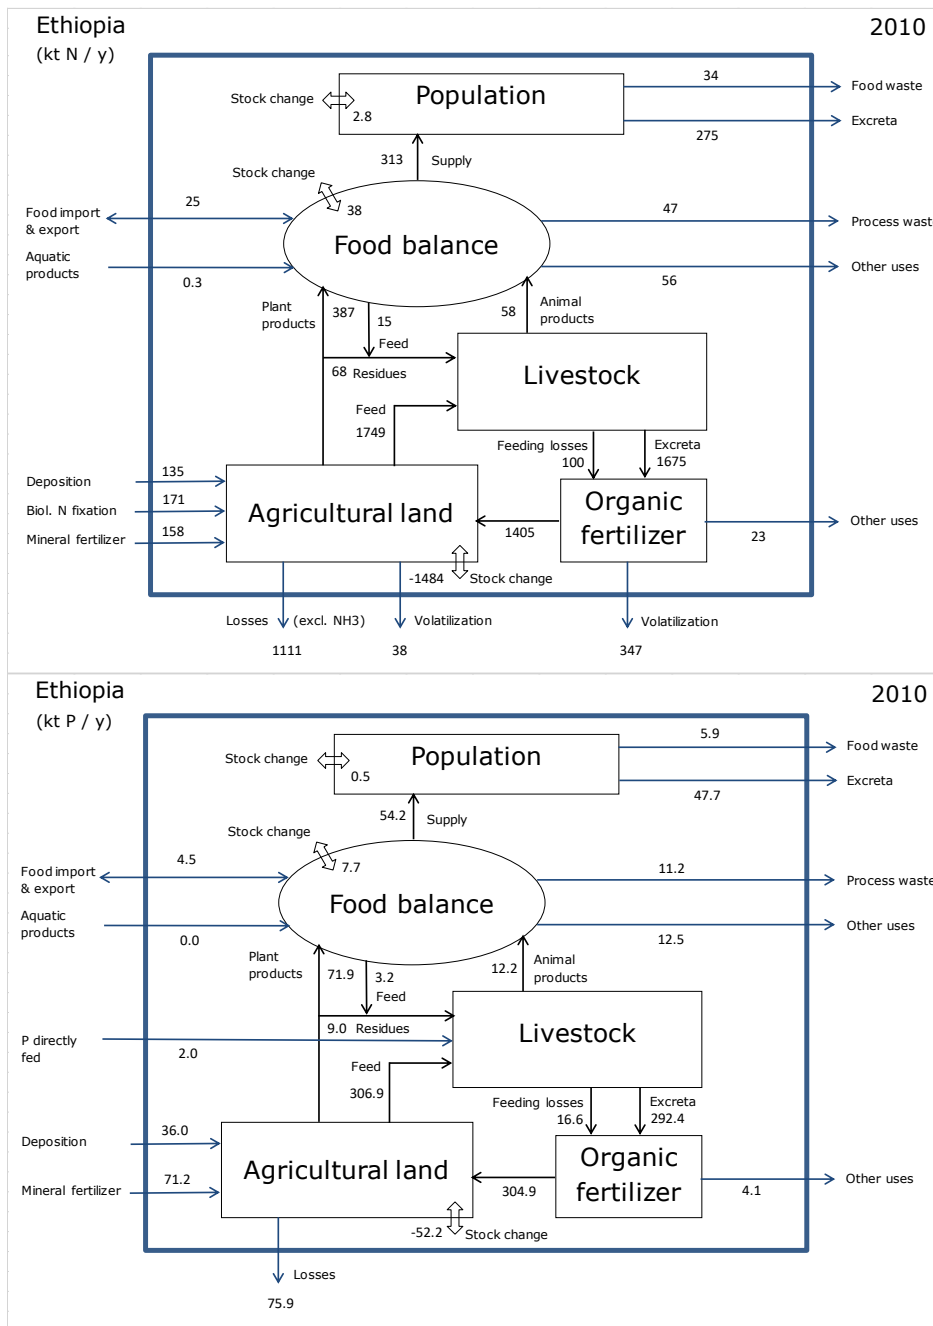 Ethiopia
2010
(kt N / y)
34
Food waste
Stock change
Population
2.8
275
Excreta
313
Supply
Stock change
38
25
Food import
& export
47
Process wast
Food balance
Aquatic
products
0.3
Other uses
56
Plant
products
387
15
Feed
58
Animal
products
68 Residues
Livestock
Feed
1749
Feeding losses
100
Excreta
1675
Deposition
135
Biol. N fixation
171
Mineral fertilizer
158
Agricultural land
1405
Organic
fertilizer
23
Other uses
-1484
Stock change
Losses
(excl. NH3)
Volatilization
Volatilization
1111
38
347
Ethiopia
2010
(kt P / y)
5.9
Food waste
Stock change
Population
0.5
47.7
Excreta
54.2
Supply
Stock change
7.7
4.5
Food import
& export
11.2
Process waste
Food balance
Aquatic
products
0.0
Other uses
12.5
Plant
products
71.9
3.2
Feed
12.2
Animal
products
9.0 Residues
Livestock
P directly
fed
2.0
Feed
306.9
Feeding losses
16.6
Excreta
292.4
Deposition
36.0
Mineral fertilizer
71.2
Agricultural land
304.9
Organic
fertilizer
4.1
Other uses
-52.2
Stock change
Losses
75.9